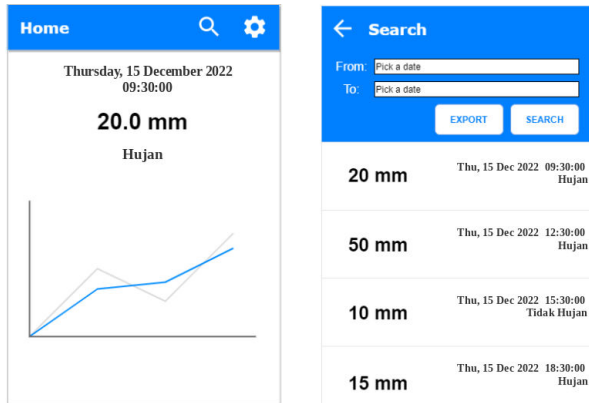 Home
Thursday, 15 December 2022
09:30:00
20.0 mm
Hujan
Search
From: Pick a date
To: Pick a date
EXPORT SEARCH
20 mm Thu, 15 Dec 2022 09:30:00
Hujan
50 mm Thu, 15 Dec 2022 12:30:00
Hujan
10 mm Thu, 15 Dec 2022 15:30:00
Tidak Hujan
15 mm Thu, 15 Dec 2022 18:30:00
Hujan